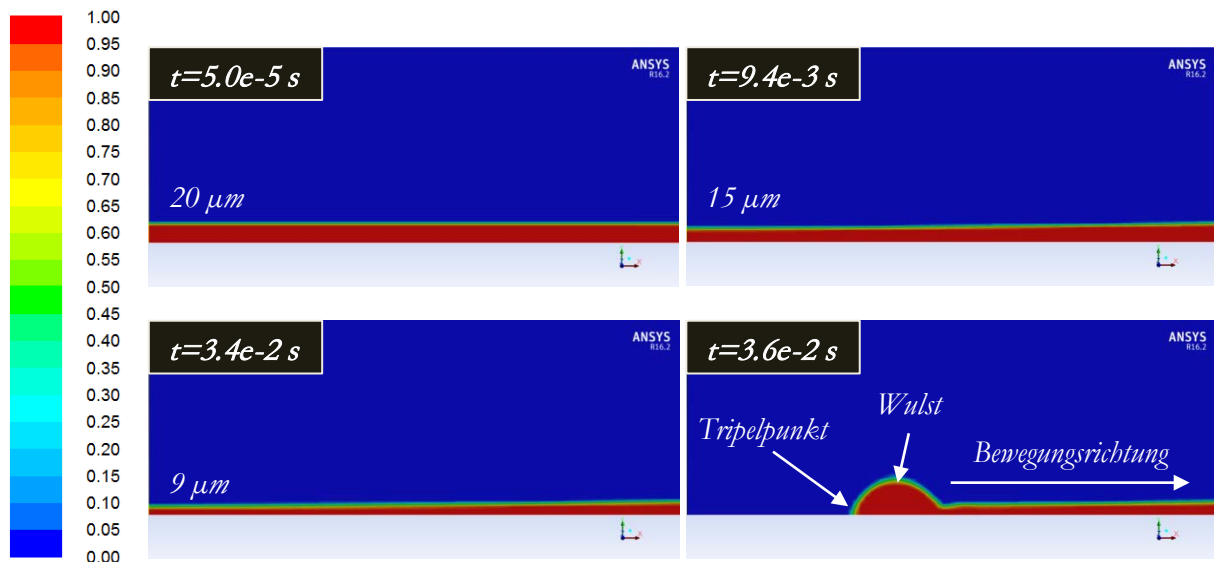 1.00
0.95
0.90
0.85
0.80
0.75
0.70
0.65
0.60
0.55
0.50
0.45
0.40
0.35
0.30
0.25
0.20
0.15
0.10
0.05
0.00
t=5.0e-5 s
ANSYS
R16.2
20 μm
t=9.4e-3 s
ANSYS
R16.2
15 μm
t=3.4e-2 s
ANSYS
R16.2
9 μm
t=3.6e-2 s
ANSYS
R16.2
Wulst
Tripelpunkt
Bewegungsrichtung